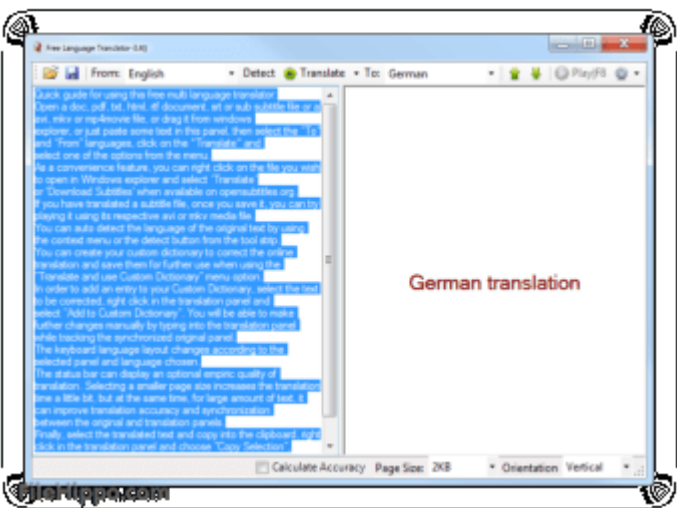 Free Language Translator 0.9
From: English Detect Translate To: German Play(F8
Quick guide for using this free multi language translator
Open a doc, pdf, txt, html, rtf document, srt or sub subtitle file or a
avi, mkv or mp4movie file, or drag it from windows
explorer, or just paste some text in this panel, then select the "To"
and "From" languages, click on the "Translate" and
select one of the options from the menu.
As a convenience feature, you can right click on the file you wish
to open in Windows explorer and select "Translate
or 'Download Subtitles' when available on opensubtitles.org
If you have translated a subtitle file, once you save it, you can try
playing it using its respective avi or mkv media file.
You can auto detect the language of the original text by using
the context menu or the detect button from the tool strip
You can create your custom dictionary to correct the online
translation and save them for further use when using the
"Translate and use Custom Dictionary" menu option
In order to add an entry to your Custom Dictionary, select the text
to be corrected, right click in the translation panel and
select "Add to Custom Dictionary". You will be able to make
further changes manually by typing into the translation panel
while tracking the synchronized original panel
The keyboard language layout changes according to the
selected panel and language chosen
The status bar can display an optional empiric quality of
translation. Selecting a smaller page size increases the translation
time a little bit, but at the same time, for large amount of text, it
can improve translation accuracy and synchronization
between the original and translation panels.
Finally, select the translated text and copy into the clipboard, right
click in the translation panel and choose "Copy Selection"
German translation
Calculate Accuracy Page Size: 2KB Orientation Vertical
FileHippo.com